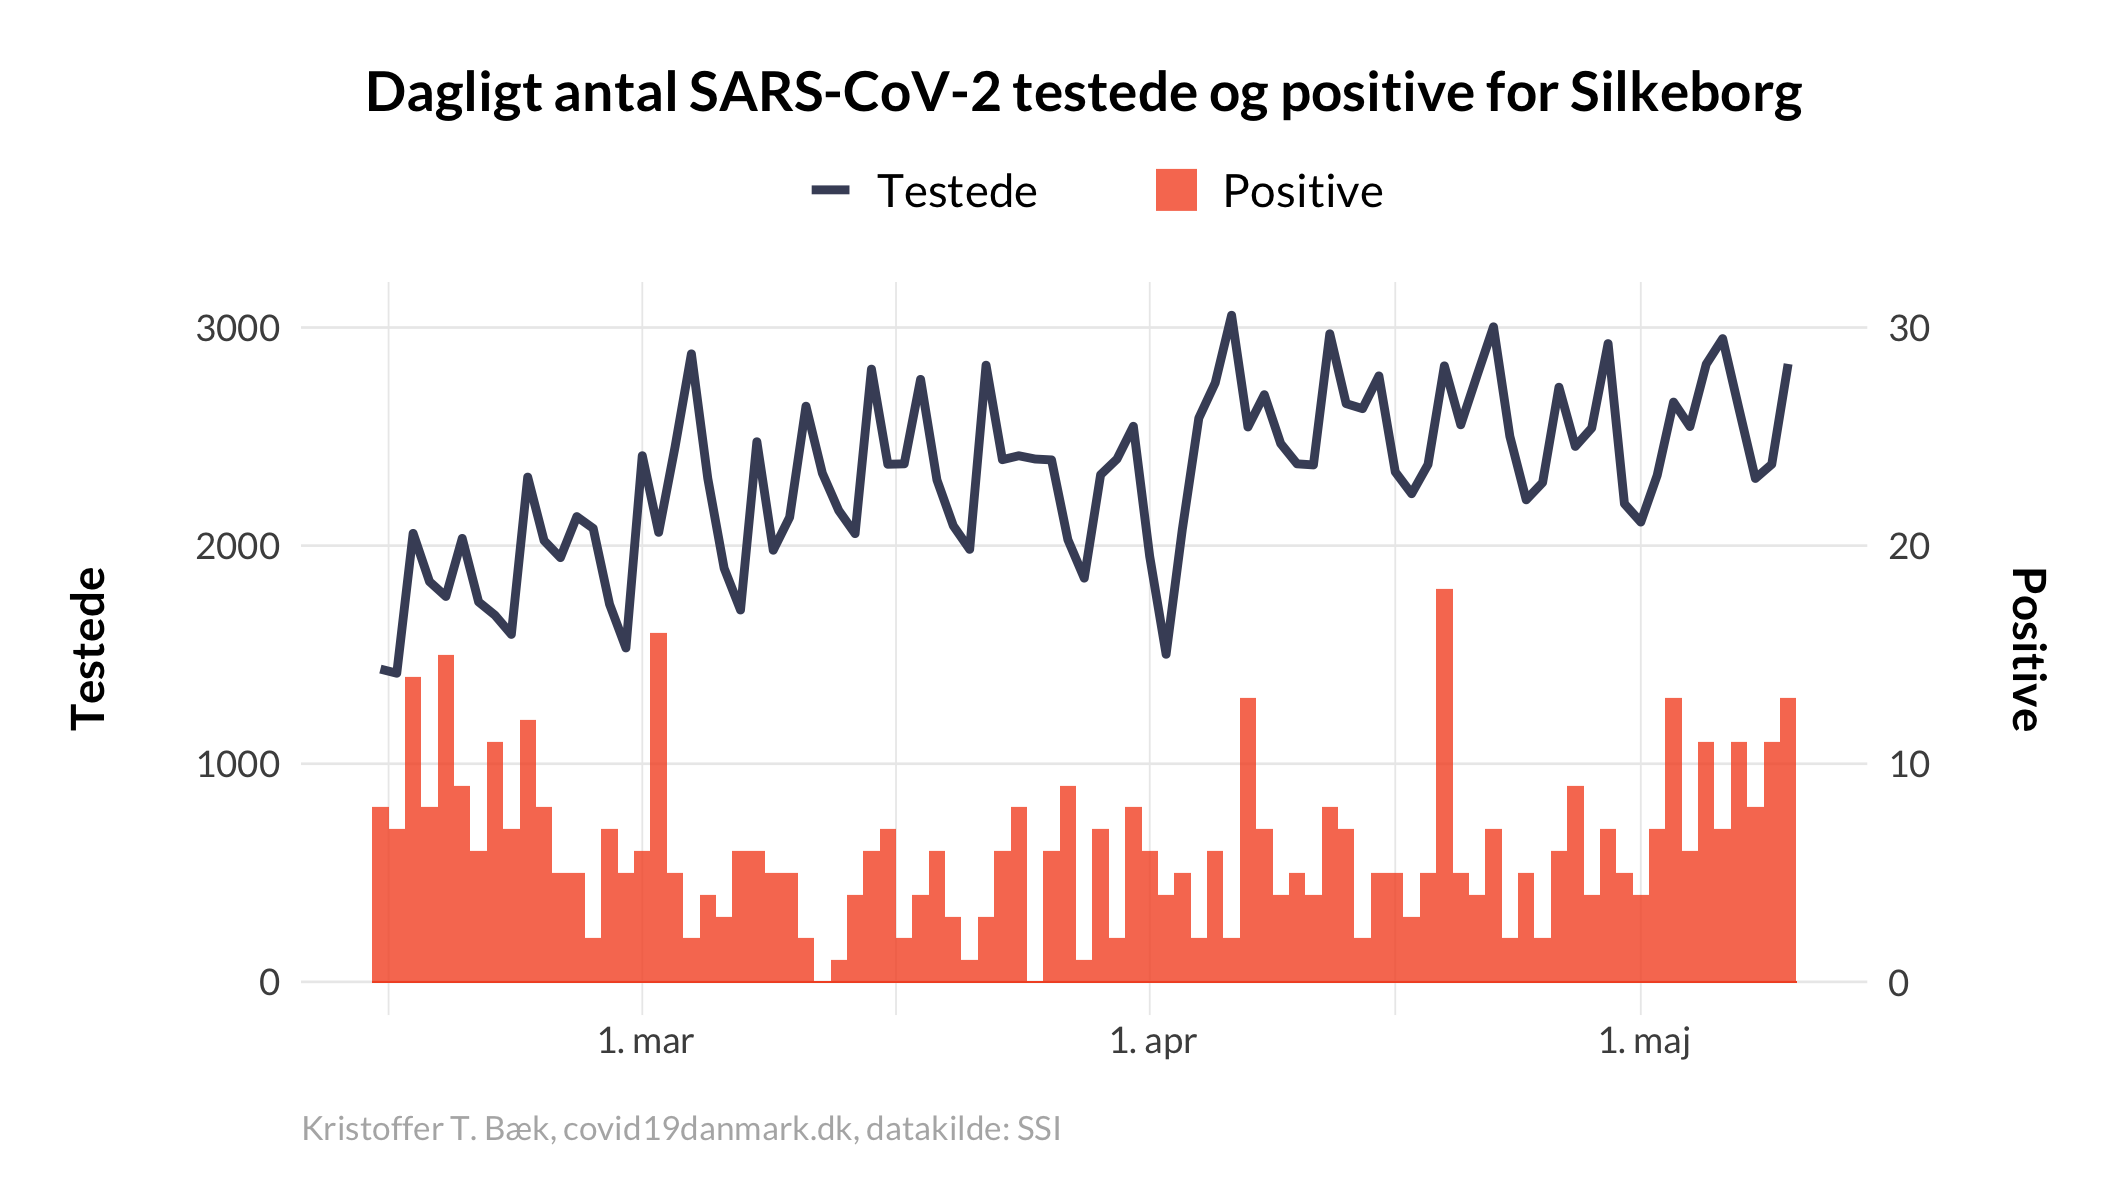 Dagligt antal SARS-CoV-2 testede og positive for Silkeborg
Testede
Positive
3000
2000
1000
0
Testede
30
20
10
0
Positive
1. mar
1. apr
1. maj
Kristoffer T. Bæk, covid19danmark.dk, datakilde: SSI